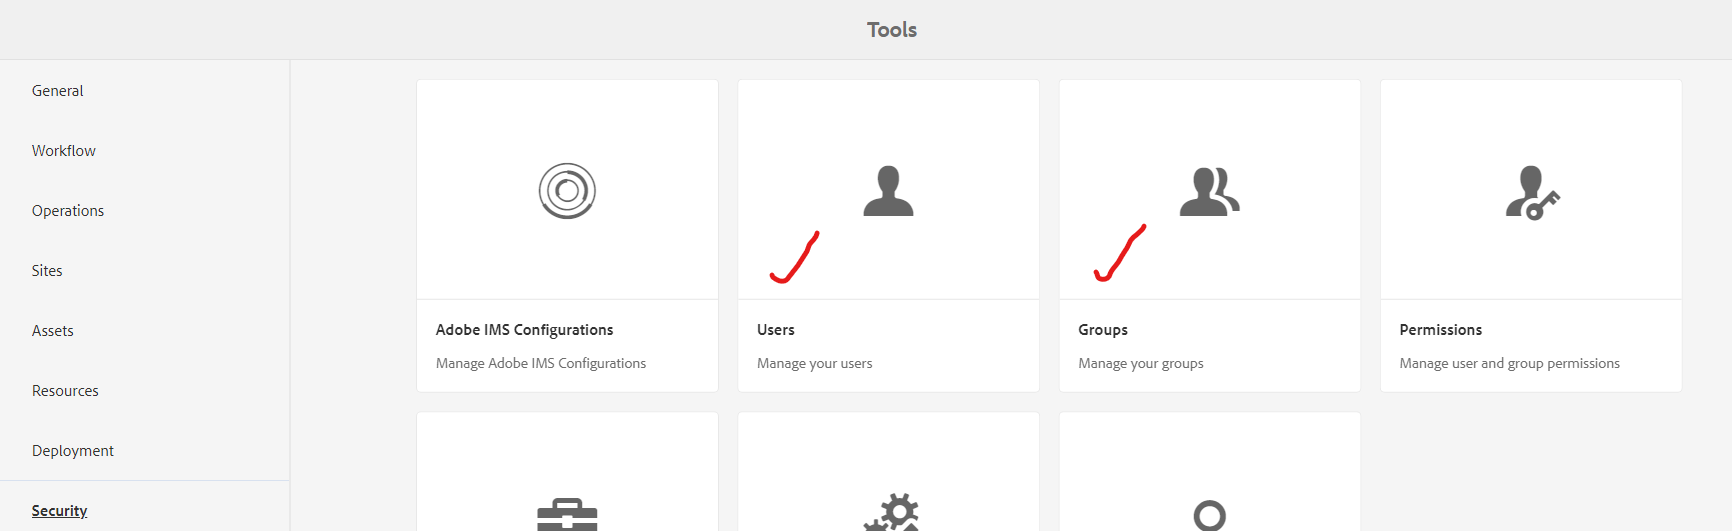 Tools
General
Workflow
Operations
Sites
Assets
Resources
Deployment
Security
Adobe IMS Configurations
Manage Adobe IMS Configurations
Users
Manage your users
Groups
Manage your groups
Permissions
Manage user and group permissions